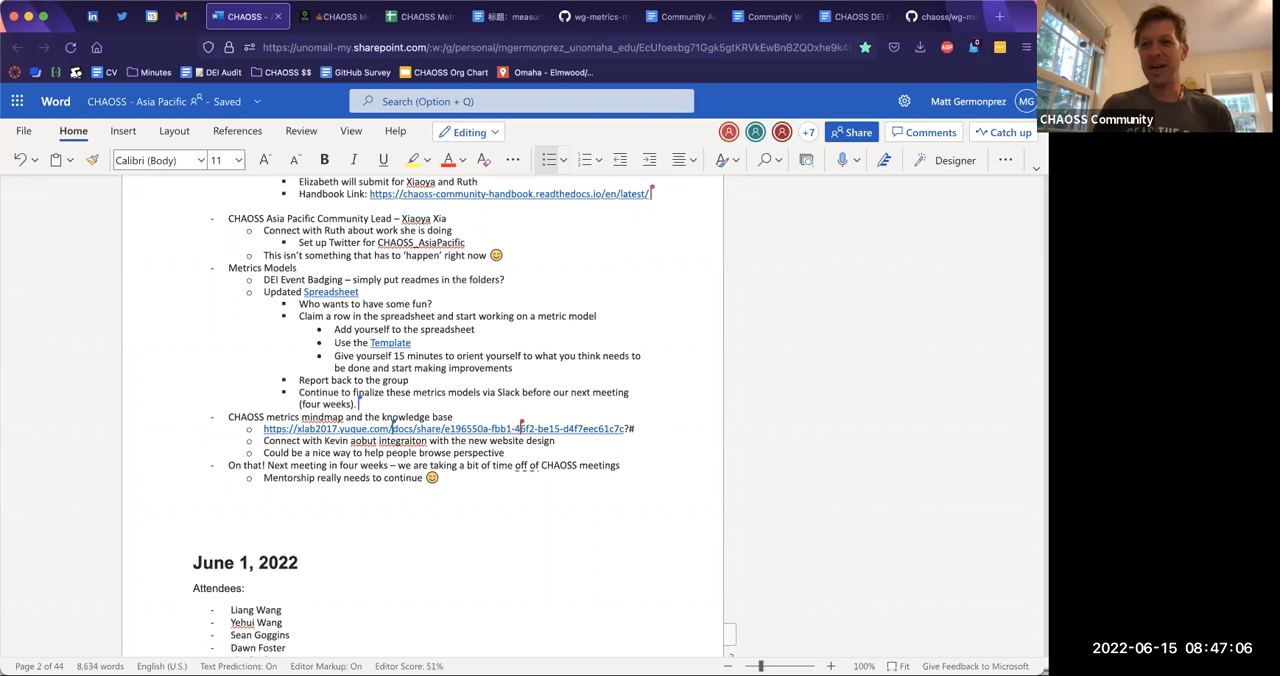 CHAOSS - A
CHAOSS M
CHAOSS Met
标题: measur
wg-metrics-m
Community A
Community W
CHAOSS DEI E
chaoss/wg-me
https://unomail-my.sharepoint.com/:w:/g/personal/mgermonprez_unomaha_edu/
CV
Minutes
DEI Audit
CHAOSS $$
GitHub Survey
CHAOSS Org Chart
Omaha - Elmwood/...
Word
CHAOSS - Asia Pacific
- Saved
Search (Option + Q)
Matt Germonprez
MG
CHAOSS Community
File
Home
Insert
Layout
References
Review
View
Help
Editing
+7
Share
Comments
Catch up
Calibri (Body)
11
B
I
U
Designer
Elizabeth will submit for Xiaoya and Ruth
Handbook Link: https://chaoss-community-handbook.readthedocs.io/en/latest/
- CHAOSS Asia Pacific Community Lead – Xiaoya Xia
o Connect with Ruth about work she is doing
▪ Set up Twitter for CHAOSS_AsiaPacific
o This isn't something that has to 'happen' right now 😊
- Metrics Models
o DEI Event Badging – simply put readmes in the folders?
o Updated Spreadsheet
▪ Who wants to have some fun?
▪ Claim a row in the spreadsheet and start working on a metric model
• Add yourself to the spreadsheet
• Use the Template
• Give yourself 15 minutes to orient yourself to what you think needs to
be done and start making improvements
▪ Report back to the group
▪ Continue to finalize these metrics models via Slack before our next meeting
(four weeks).
- CHAOSS metrics mindmap and the knowledge base
o https://xlab2017.yuque.com/docs/share/e196550a-fbb1-46f2-be15-d4f7eec61c7c?#
o Connect with Kevin aobut integraiton with the new website design
o Could be a nice way to help people browse perspective
- On that! Next meeting in four weeks – we are taking a bit of time off of CHAOSS meetings
o Mentorship really needs to continue 😊
June 1, 2022
Attendees:
- Liang Wang
- Yehui Wang
- Sean Goggins
- Dawn Foster
Page 2 of 44
8,634 words
English (U.S.)
Text Predictions: On
Editor Markup: On
Editor Score: 51%
100%
Fit
Give Feedback to Microsoft
2022-06-15 08:47:06